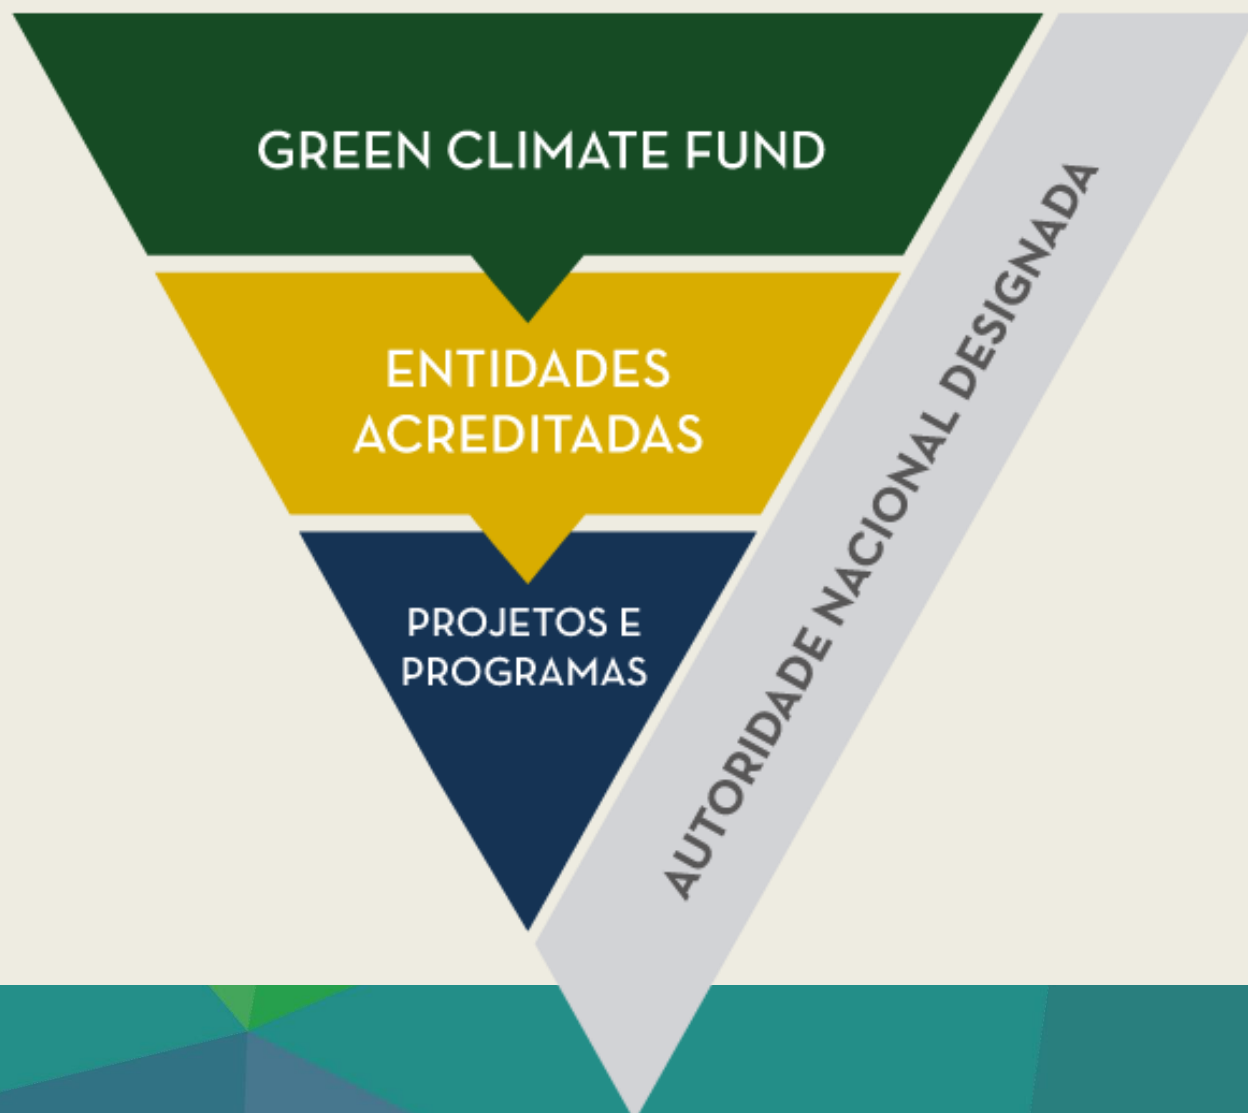 GREEN CLIMATE FUND
ENTIDADES
ACREDITADAS
PROJETOS E
PROGRAMAS
AUTORIDADE NACIONAL DESIGNADA